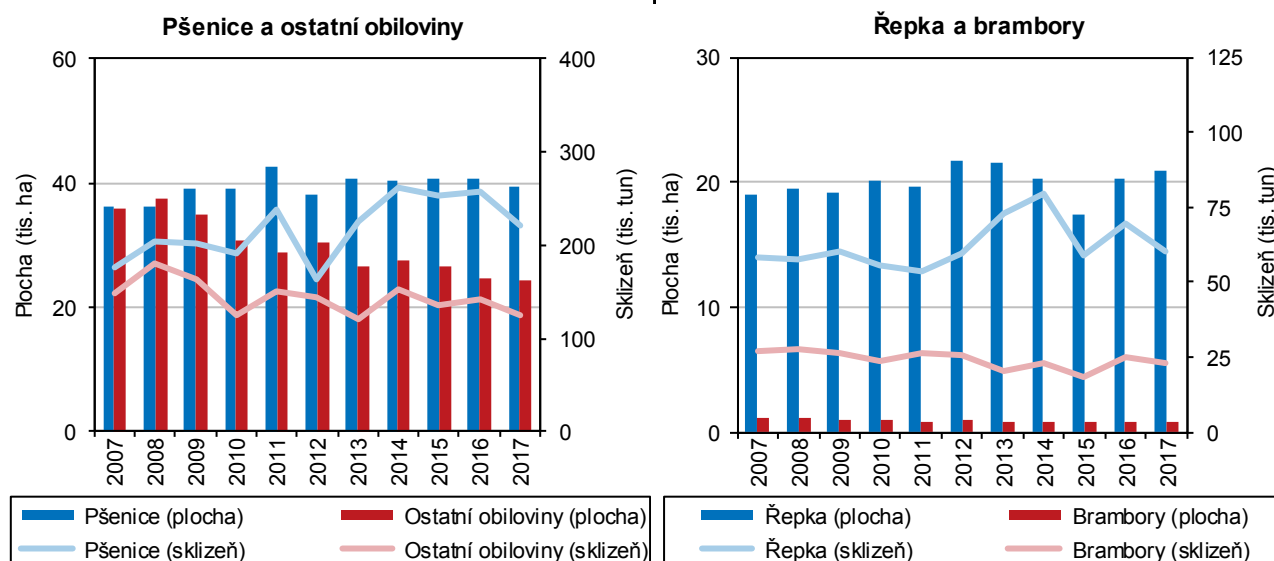 Pšenice a ostatní obiloviny
60
40
20
0
Plocha (tis. ha)
400
300
200
100
0
Sklizeň (tis. tun)
2007
2008
2009
2010
2011
2012
2013
2014
2015
2016
2017
Pšenice (plocha)
Ostatní obiloviny (plocha)
Pšenice (sklizeň)
Ostatní obiloviny (sklizeň)
Řepka a brambory
30
20
10
0
Plocha (tis. ha)
125
100
75
50
25
0
Sklizeň (tis. tun)
2007
2008
2009
2010
2011
2012
2013
2014
2015
2016
2017
Řepka (plocha)
Brambory (plocha)
Řepka (sklizeň)
Brambory (sklizeň)